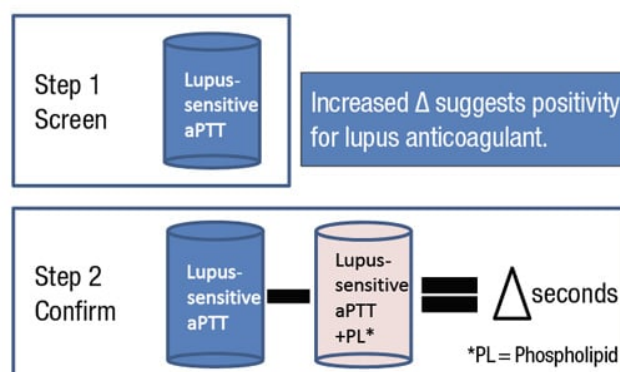 Step 1
Screen
Lupus-
sensitive
aPTT
Increased Δ suggests positivity
for lupus anticoagulant.
Step 2
Confirm
Lupus-
sensitive
aPTT
Lupus-
sensitive
aPTT
+PL*
Δ seconds
*PL = Phospholipid